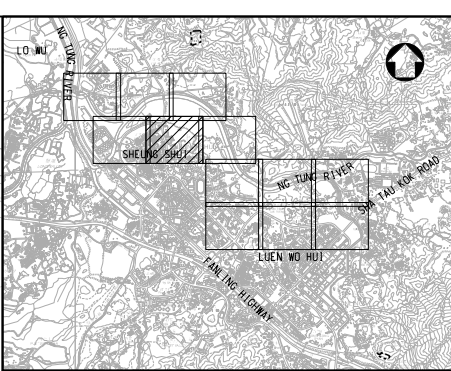 LO WU
NG TUNG RIVER
SHEUNG SHUI
NG TUNG RIVER
SHA TAU KOK ROAD
LUEN WO HUI
FANLING HIGHWAY